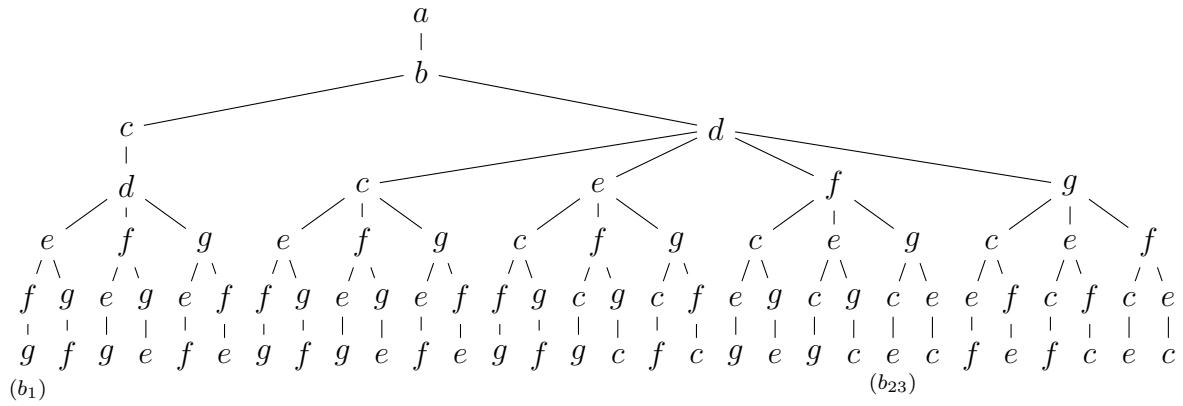 a
b
c d
d c e f g
e f g e f g c f g c e g c e f
f g e g e f f g e g e f f g c g c f e g c g c e e f c f c e
g f g e f e g f g e f e g f g c f c g e g c e c f e f c e c
(b₁) (b₂₃)